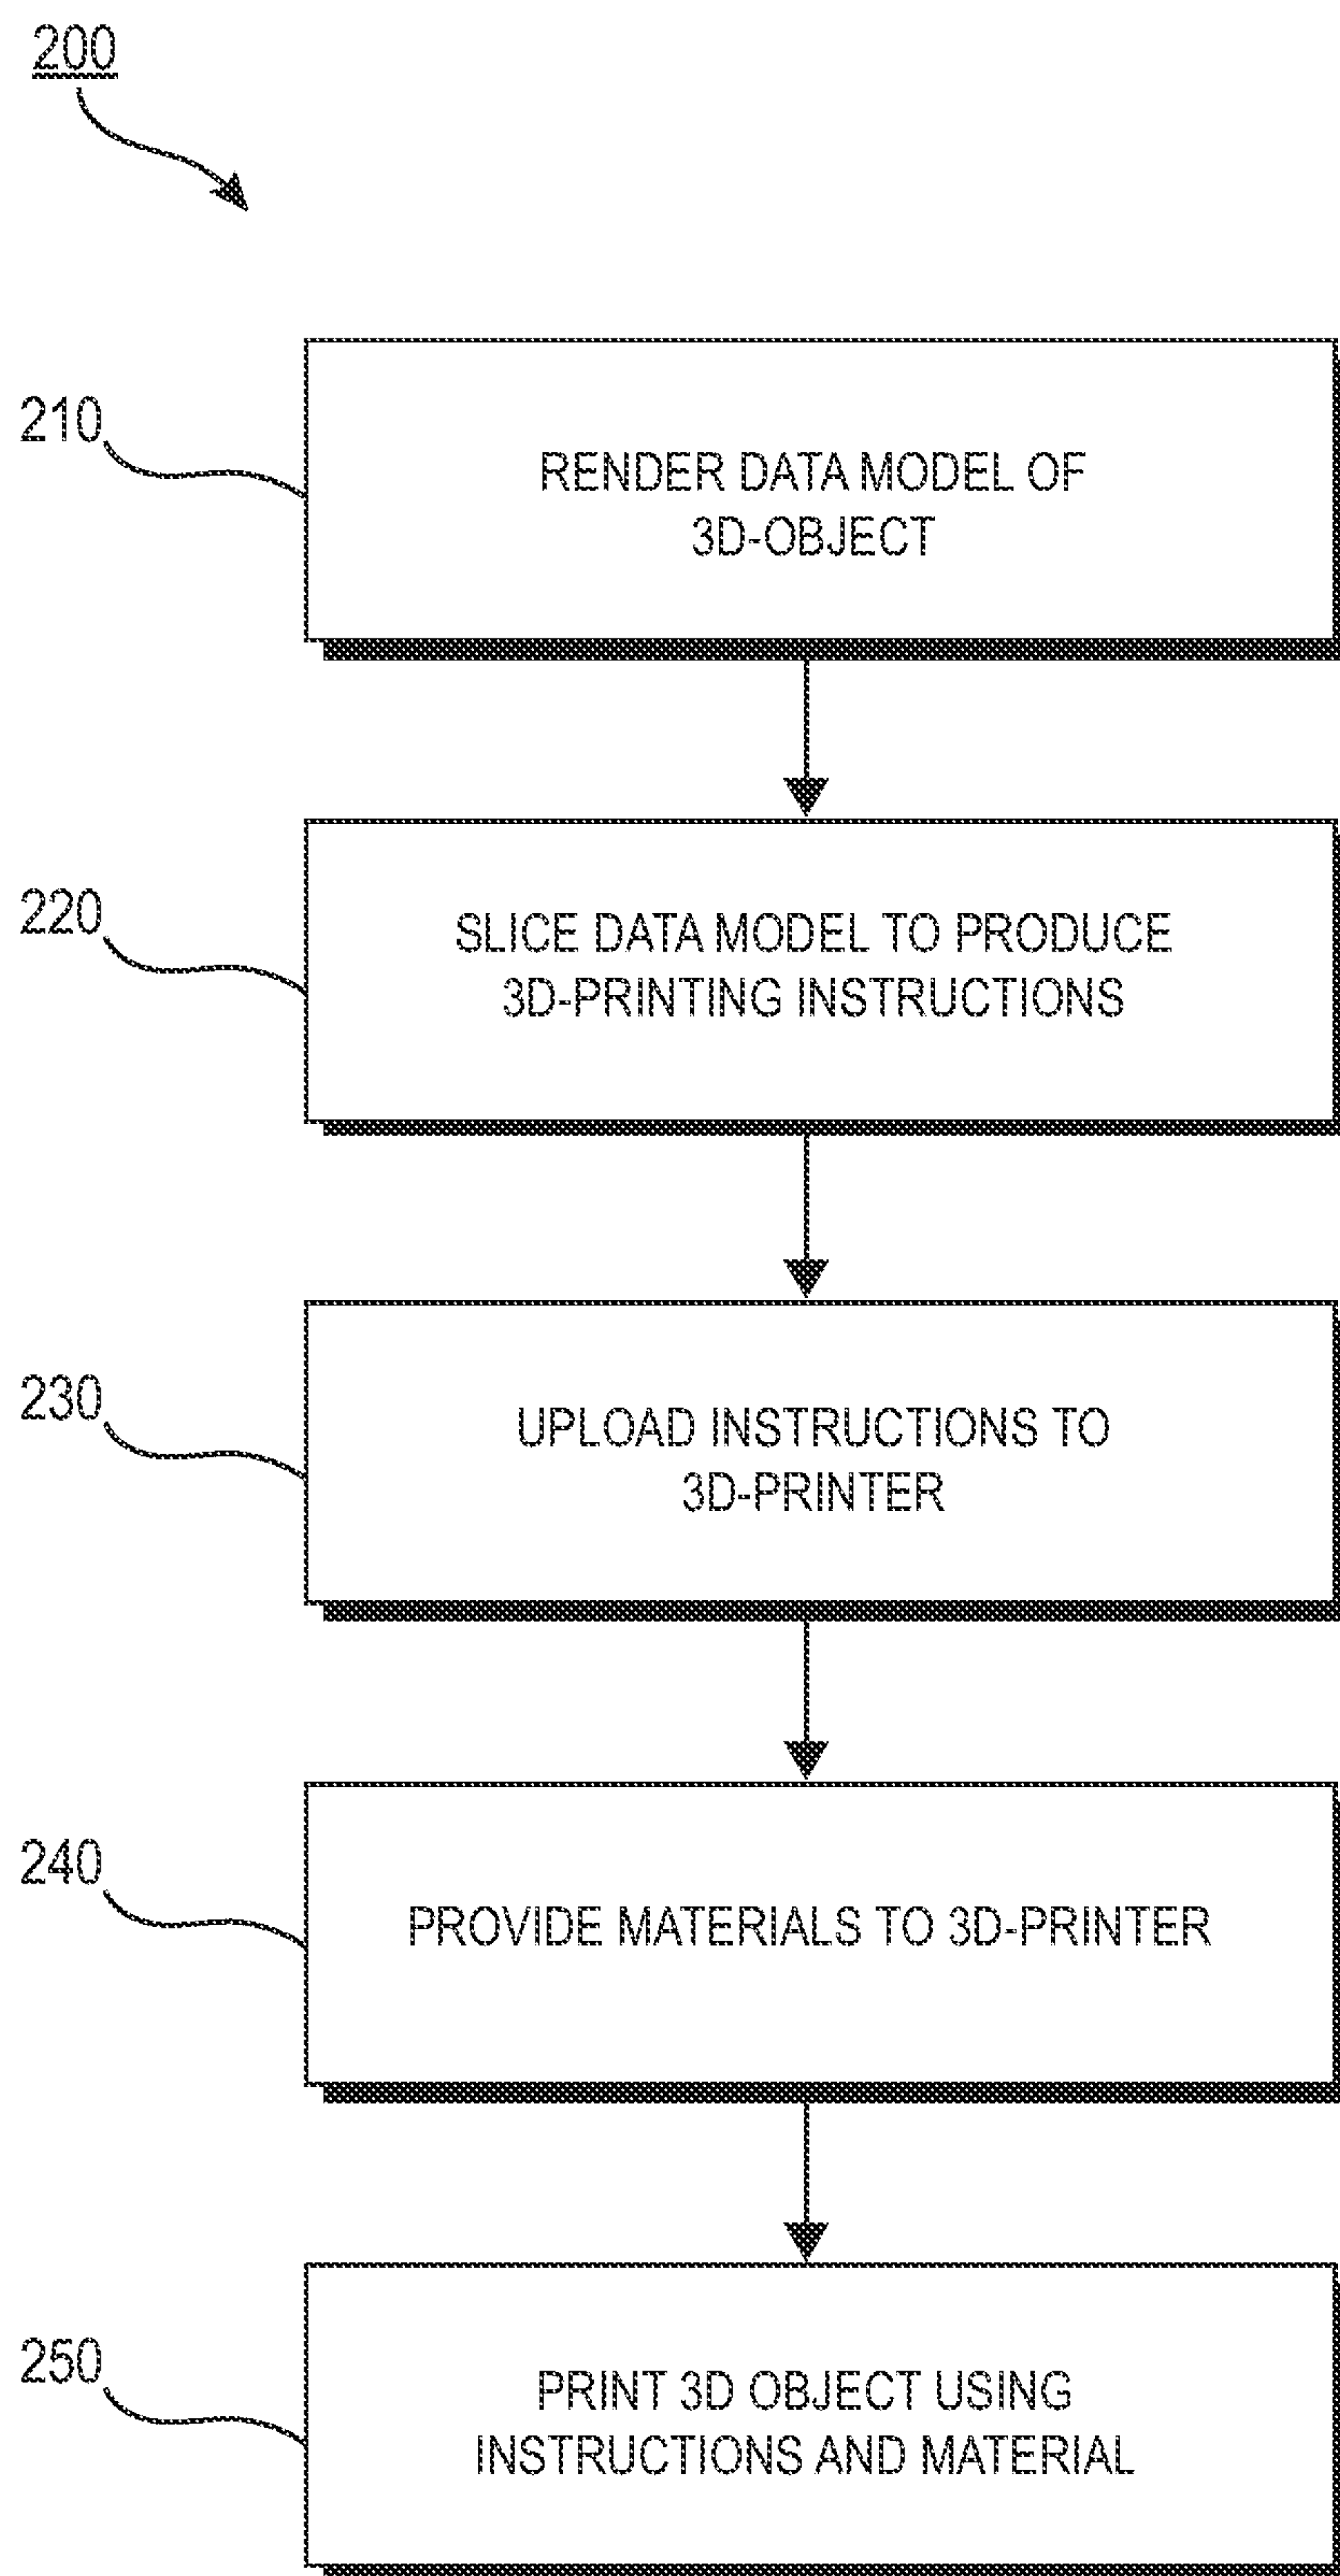 200
210
RENDER DATA MODEL OF
3D-OBJECT
220
SLICE DATA MODEL TO PRODUCE
3D-PRINTING INSTRUCTIONS
230
UPLOAD INSTRUCTIONS TO
3D-PRINTER
240
PROVIDE MATERIALS TO 3D-PRINTER
250
PRINT 3D OBJECT USING
INSTRUCTIONS AND MATERIAL